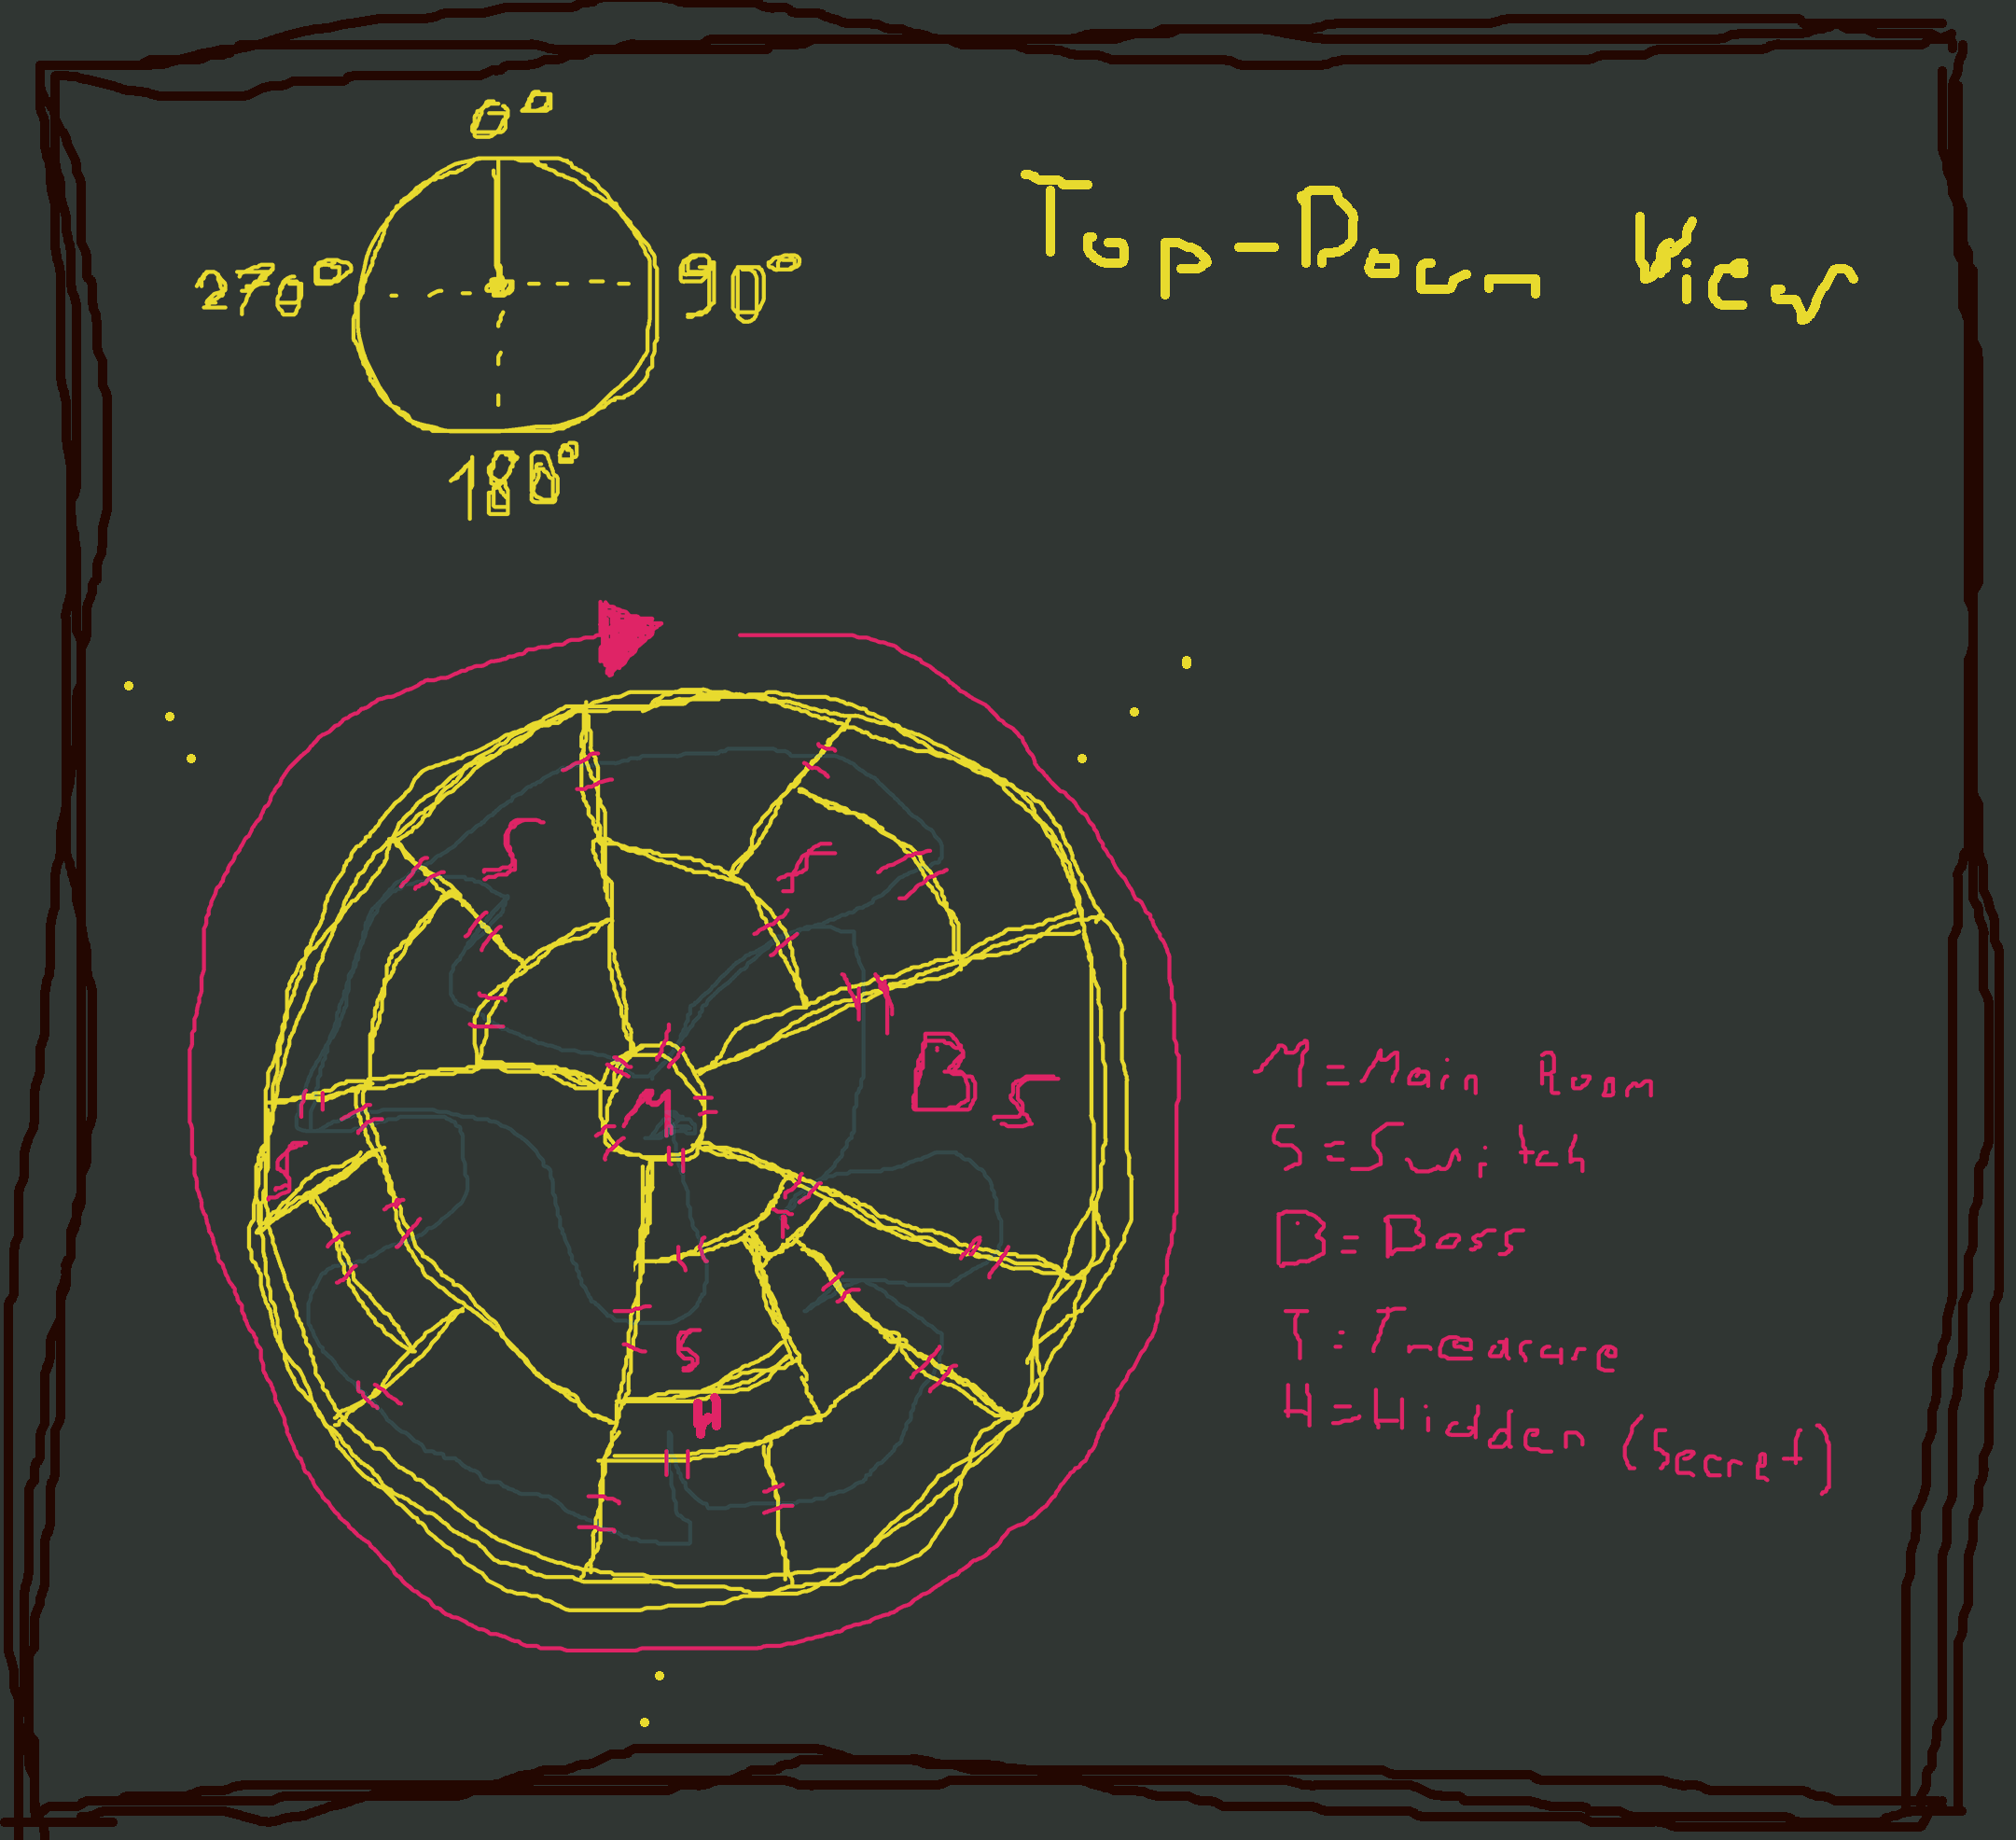 0°
Top-Down View
270°
90°
180°
S
S
M
B
S
S
T
S
H
M = Main Room
S = Switch
B = Boss
T = Treasure
H = Hidden (Secret)